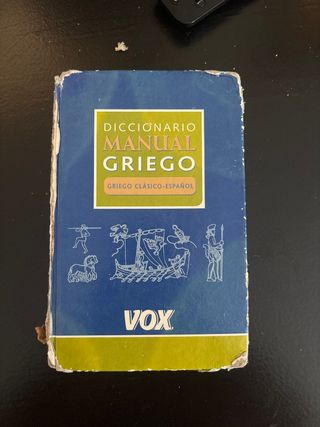 DICCIONARIO
MANUAL
GRIEGO
GRIEGO CLÁSICO-ESPAÑOL
VOX